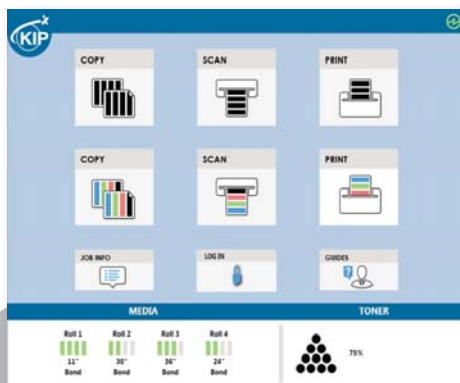 KIP
COPY SCAN PRINT
COPY SCAN PRINT
JOB INFO LOG IN GUIDES
MEDIA TONER
Roll 1 Roll 2 Roll 3 Roll 4
75%
11" 30" 36" 24"
Bond Bond Bond Bond